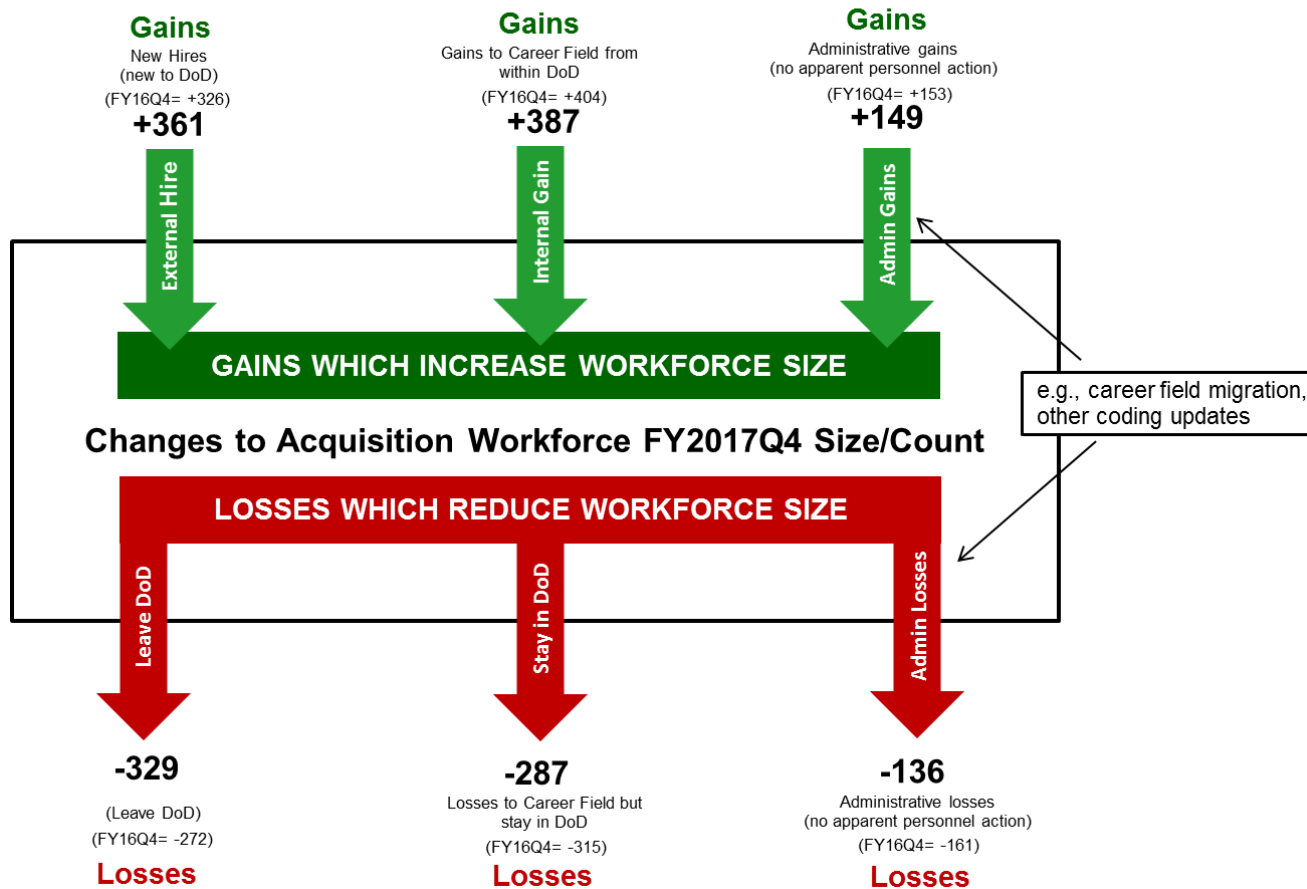 Gains
New Hires
(new to DoD)
(FY16Q4= +326)
+361
Gains
Gains to Career Field from
within DoD
(FY16Q4= +404)
+387
Gains
Administrative gains
(no apparent personnel action)
(FY16Q4= +153)
+149
External Hire
Internal Gain
Admin Gains
GAINS WHICH INCREASE WORKFORCE SIZE
e.g., career field migration,
other coding updates
Changes to Acquisition Workforce FY2017Q4 Size/Count
LOSSES WHICH REDUCE WORKFORCE SIZE
Leave DoD
Stay in DoD
Admin Losses
-329
(Leave DoD)
(FY16Q4= -272)
Losses
-287
Losses to Career Field but
stay in DoD
(FY16Q4= -315)
Losses
-136
Administrative losses
(no apparent personnel action)
(FY16Q4= -161)
Losses